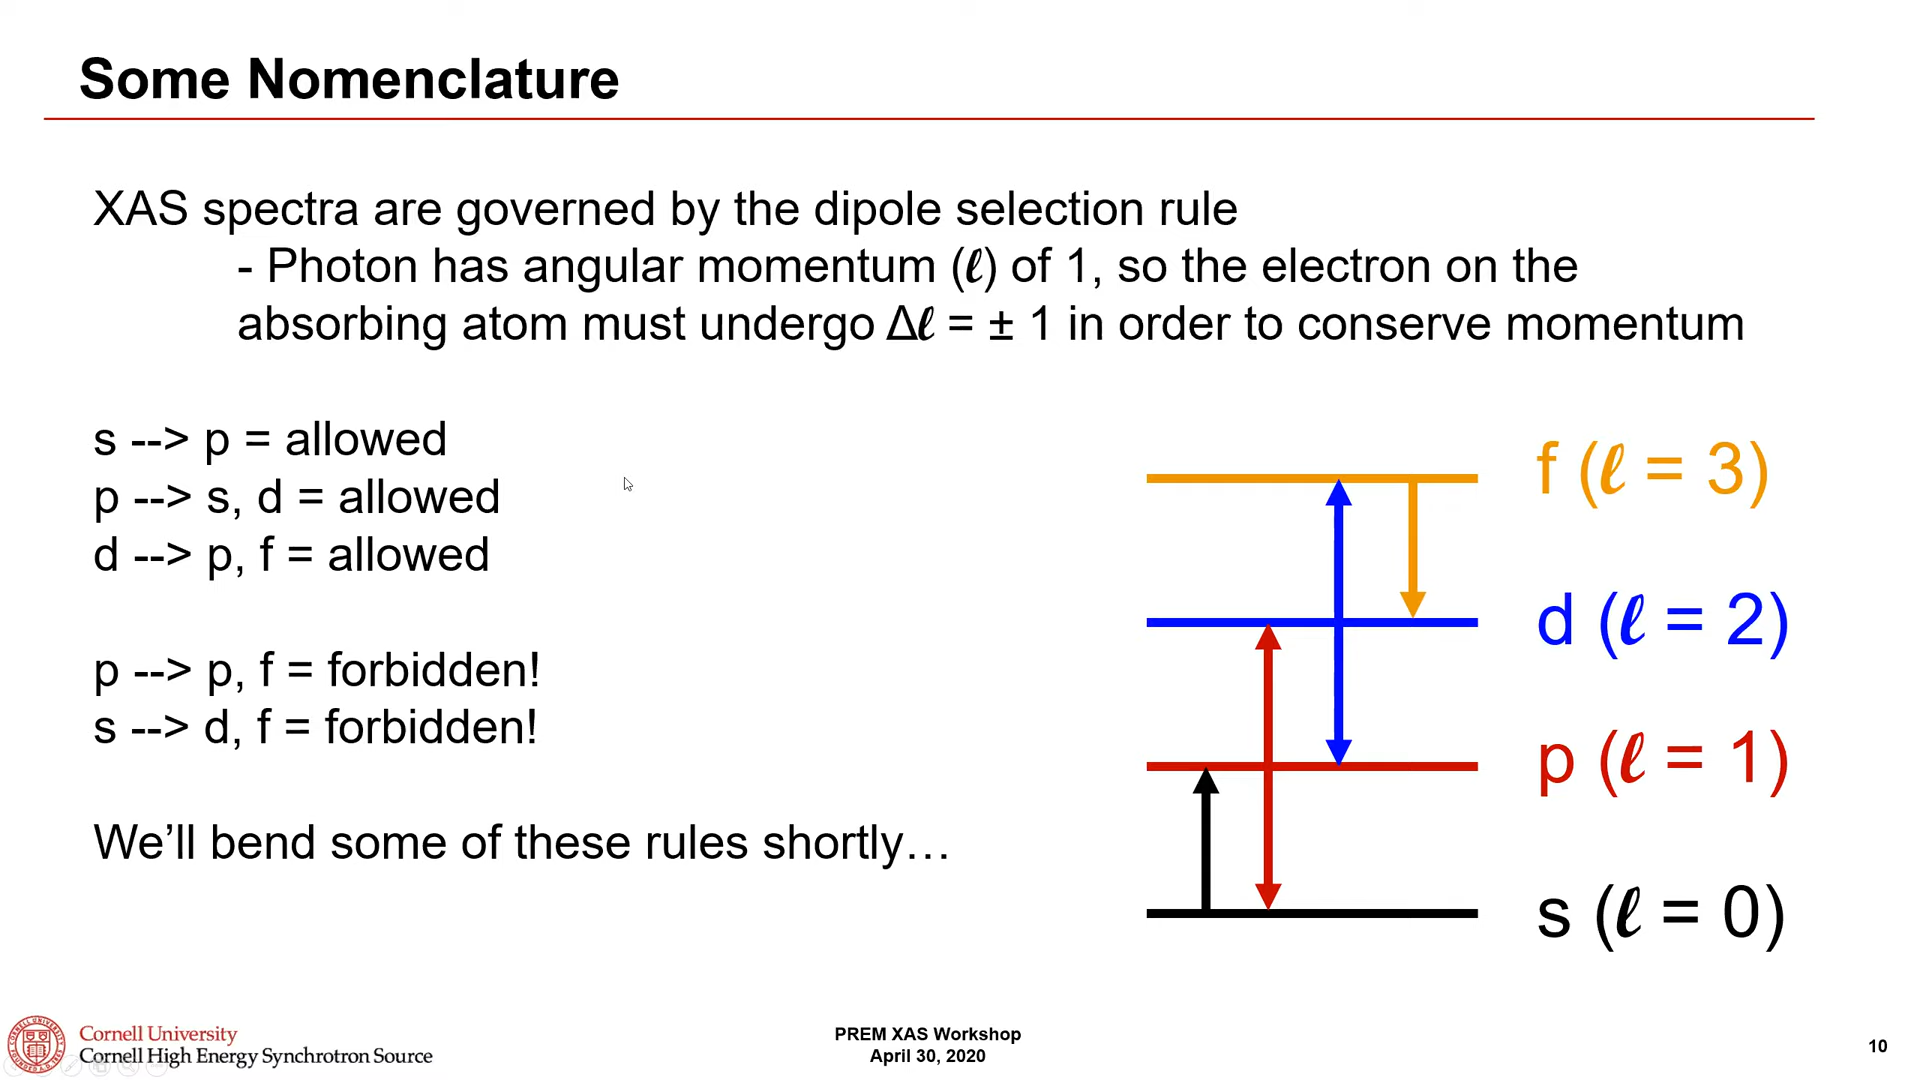 Some Nomenclature
XAS spectra are governed by the dipole selection rule
- Photon has angular momentum (ℓ) of 1, so the electron on the
absorbing atom must undergo Δℓ = ± 1 in order to conserve momentum
s --> p = allowed
p --> s, d = allowed
d --> p, f = allowed
p --> p, f = forbidden!
s --> d, f = forbidden!
We’ll bend some of these rules shortly…
f (ℓ = 3)
d (ℓ = 2)
p (ℓ = 1)
s (ℓ = 0)
Cornell University
Cornell High Energy Synchrotron Source
PREM XAS Workshop
April 30, 2020
10